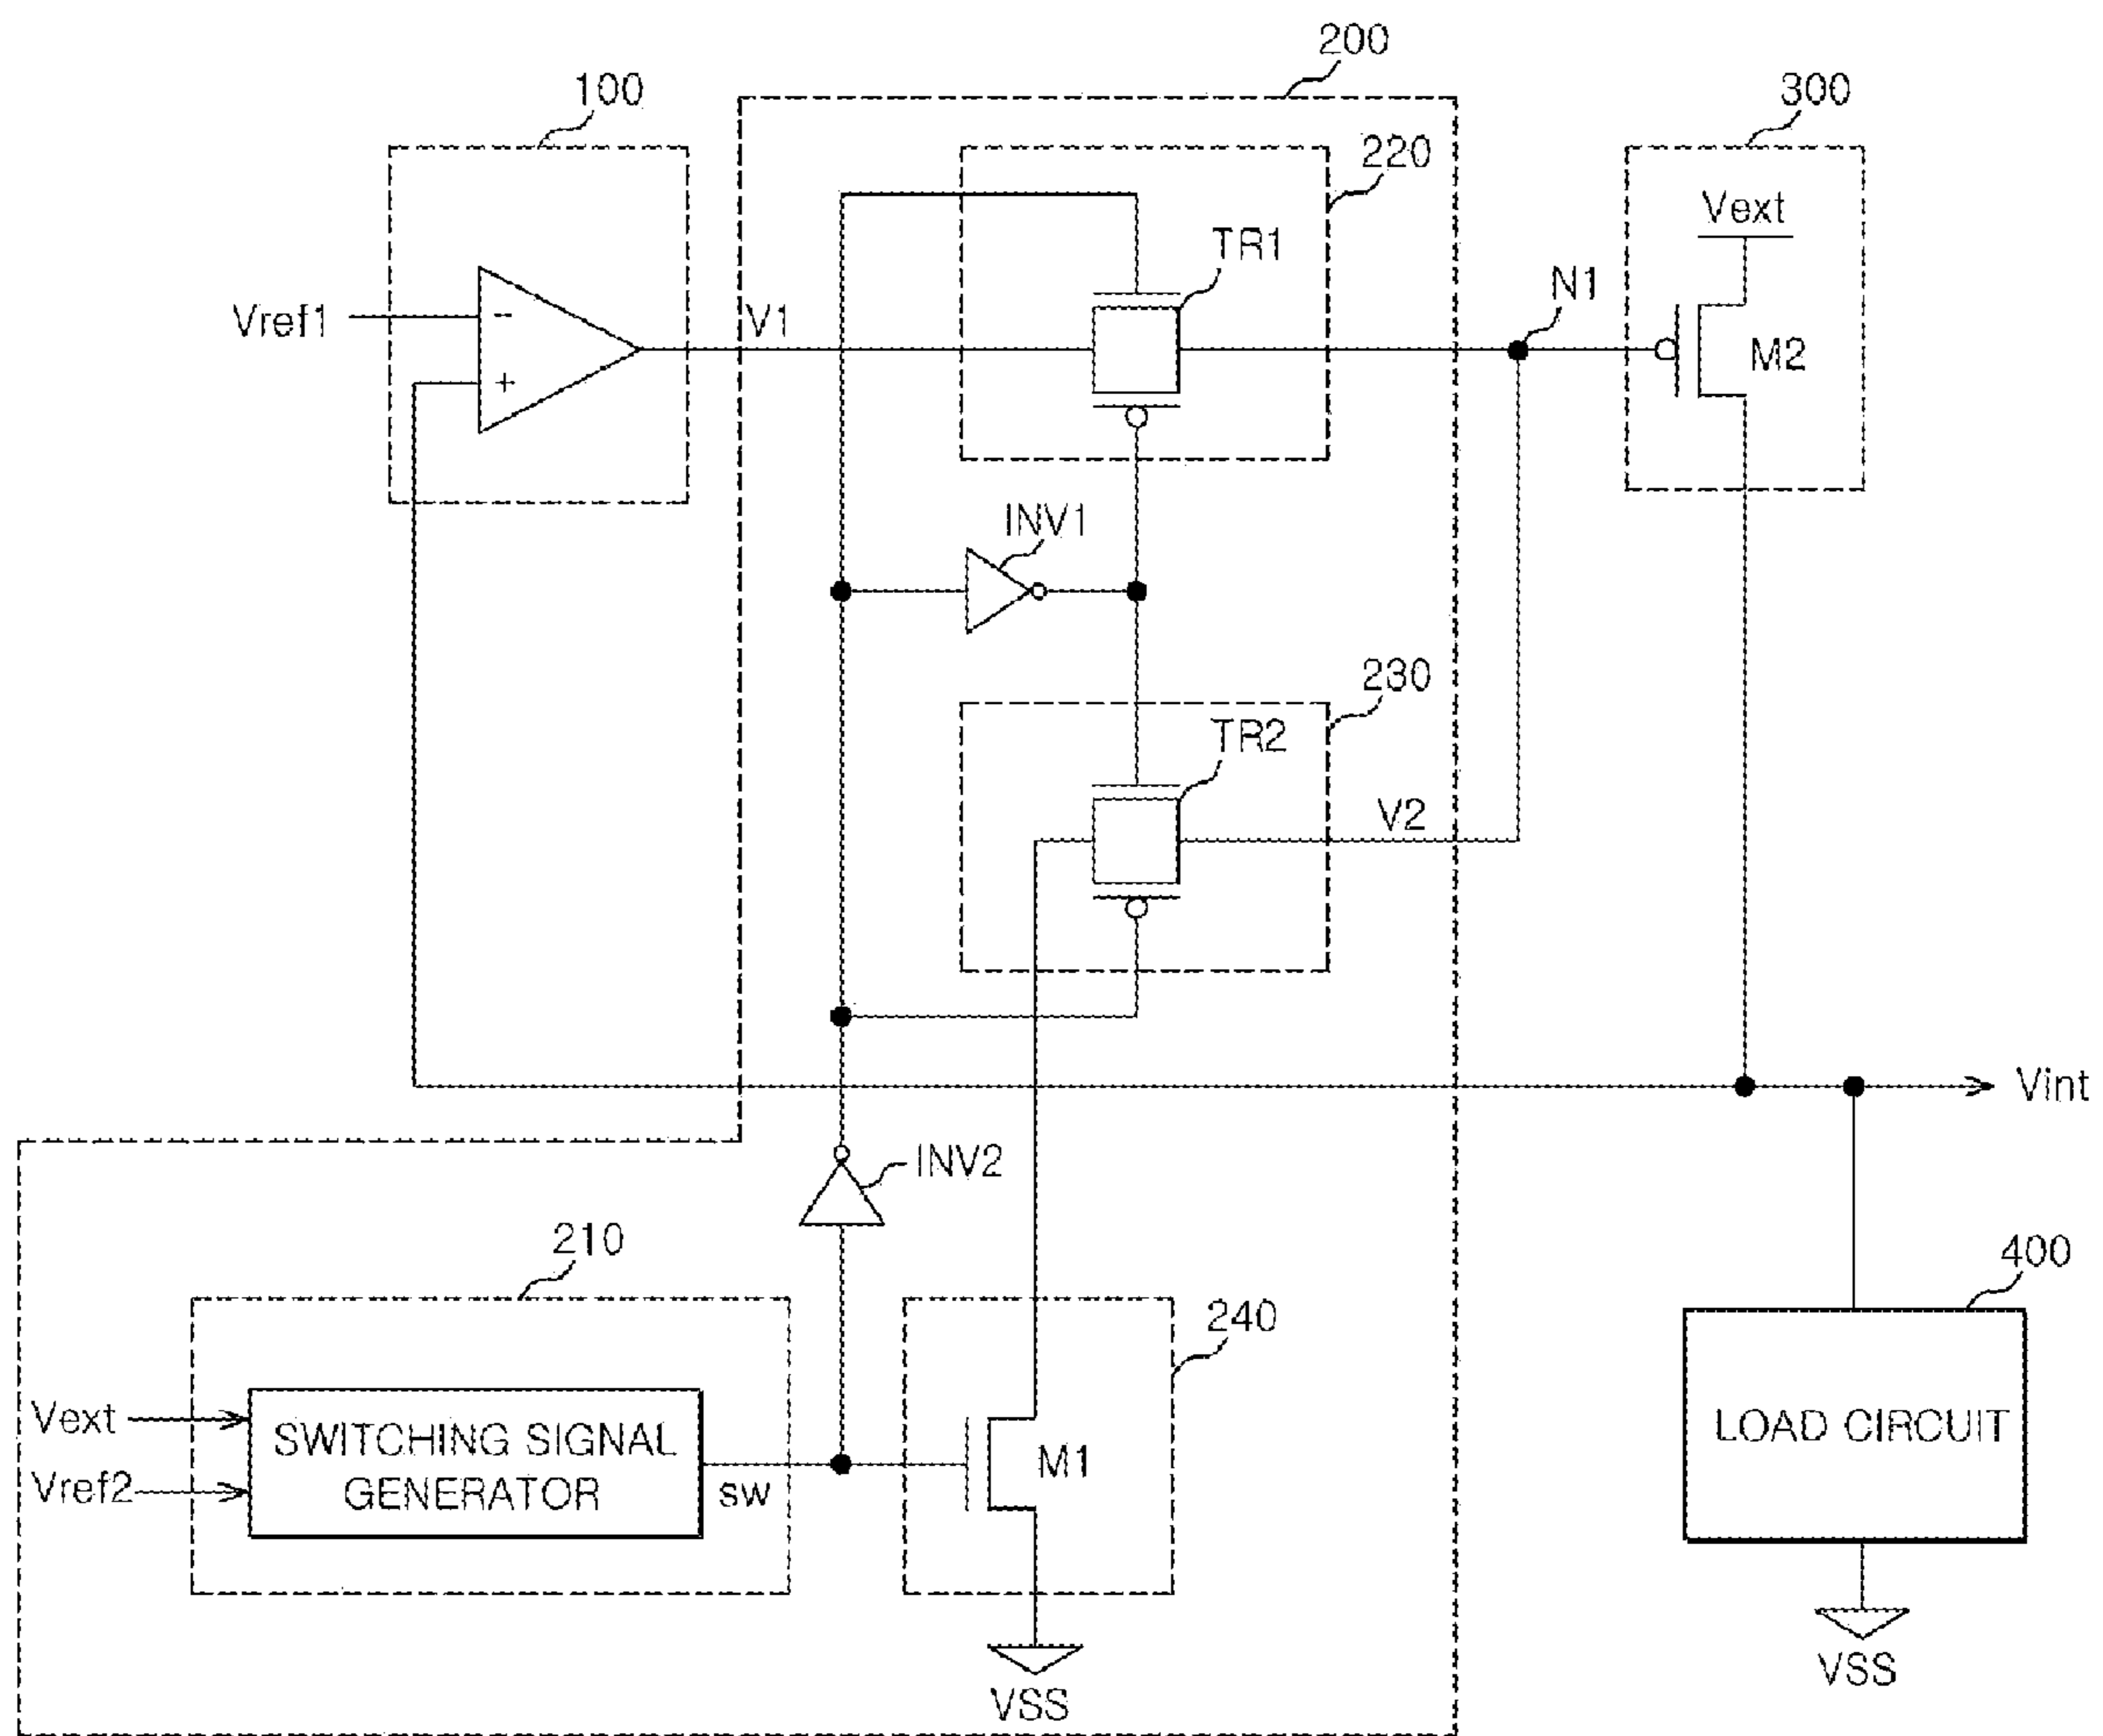 200
100
300
220
Vext
TR1
N1
Vref1
−
V1
M2
+
INV1
230
TR2
V2
Vint
INV2
210
400
240
Vext
SWITCHING SIGNAL
GENERATOR
M1
LOAD CIRCUIT
Vref2
sw
VSS
VSS